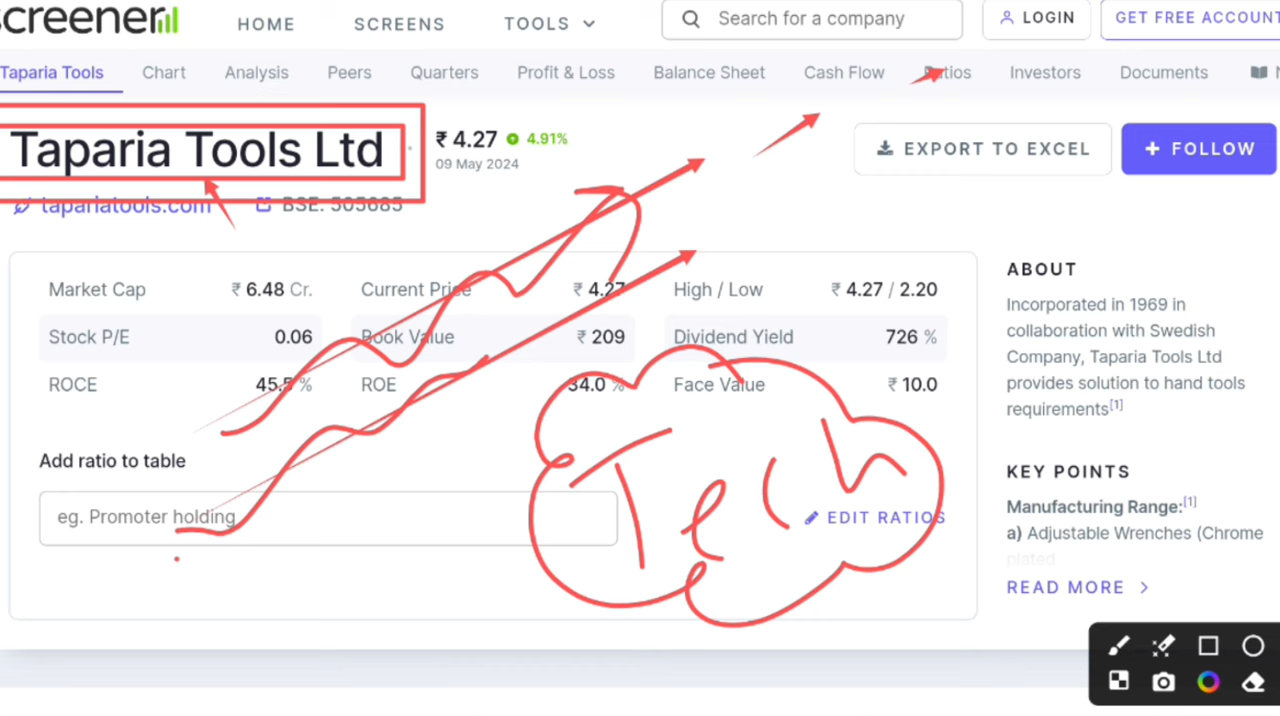 screener
HOME SCREENS TOOLS
Search for a company
LOGIN
GET FREE ACCOUNT
Taparia Tools Chart Analysis Peers Quarters Profit & Loss Balance Sheet Cash Flow Ratios Investors Documents
Taparia Tools Ltd
₹ 4.27 4.91%
09 May 2024
EXPORT TO EXCEL
+ FOLLOW
tapariatools.com BSE: 505685
Market Cap ₹ 6.48 Cr. Current Price ₹ 4.27 High / Low ₹ 4.27 / 2.20
Stock P/E 0.06 Book Value ₹ 209 Dividend Yield 726 %
ROCE 45.5 % ROE 34.0 % Face Value ₹ 10.0
Add ratio to table
eg. Promoter holding
EDIT RATIOS
Tech
ABOUT
Incorporated in 1969 in
collaboration with Swedish
Company, Taparia Tools Ltd
provides solution to hand tools
requirements[1]
KEY POINTS
Manufacturing Range:[1]
a) Adjustable Wrenches (Chrome
plated
READ MORE